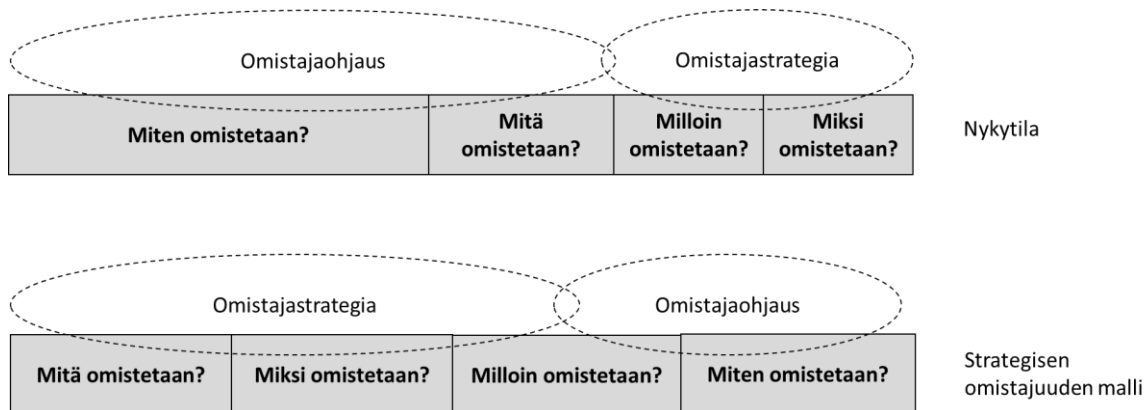 Omistajaohjaus
Omistajastrategia
Miten omistetaan?
Mitä
omistetaan?
Milloin
omistetaan?
Miksi
omistetaan?
Nykytila
Omistajastrategia
Omistajaohjaus
Mitä omistetaan?
Miksi omistetaan?
Milloin omistetaan?
Miten omistetaan?
Strategisen
omistajuuden malli